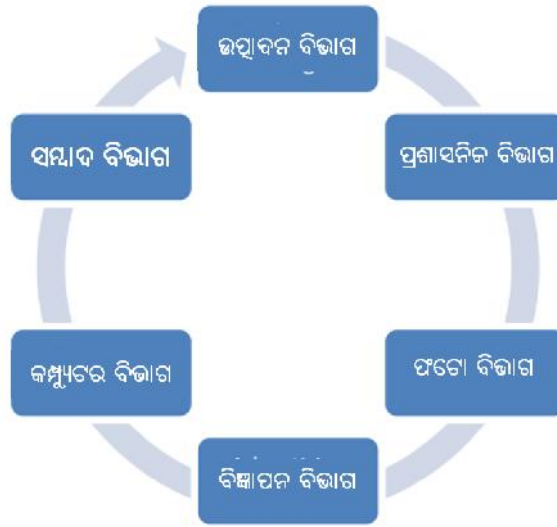 ଉତ୍ପାଦନ ବିଭାଗ
ପ୍ରଶାସନିକ ବିଭାଗ
ଫଟୋ ବିଭାଗ
ବିଜ୍ଞାପନ ବିଭାଗ
କମ୍ପ୍ୟୁଟର ବିଭାଗ
ସମ୍ବାଦ ବିଭାଗ